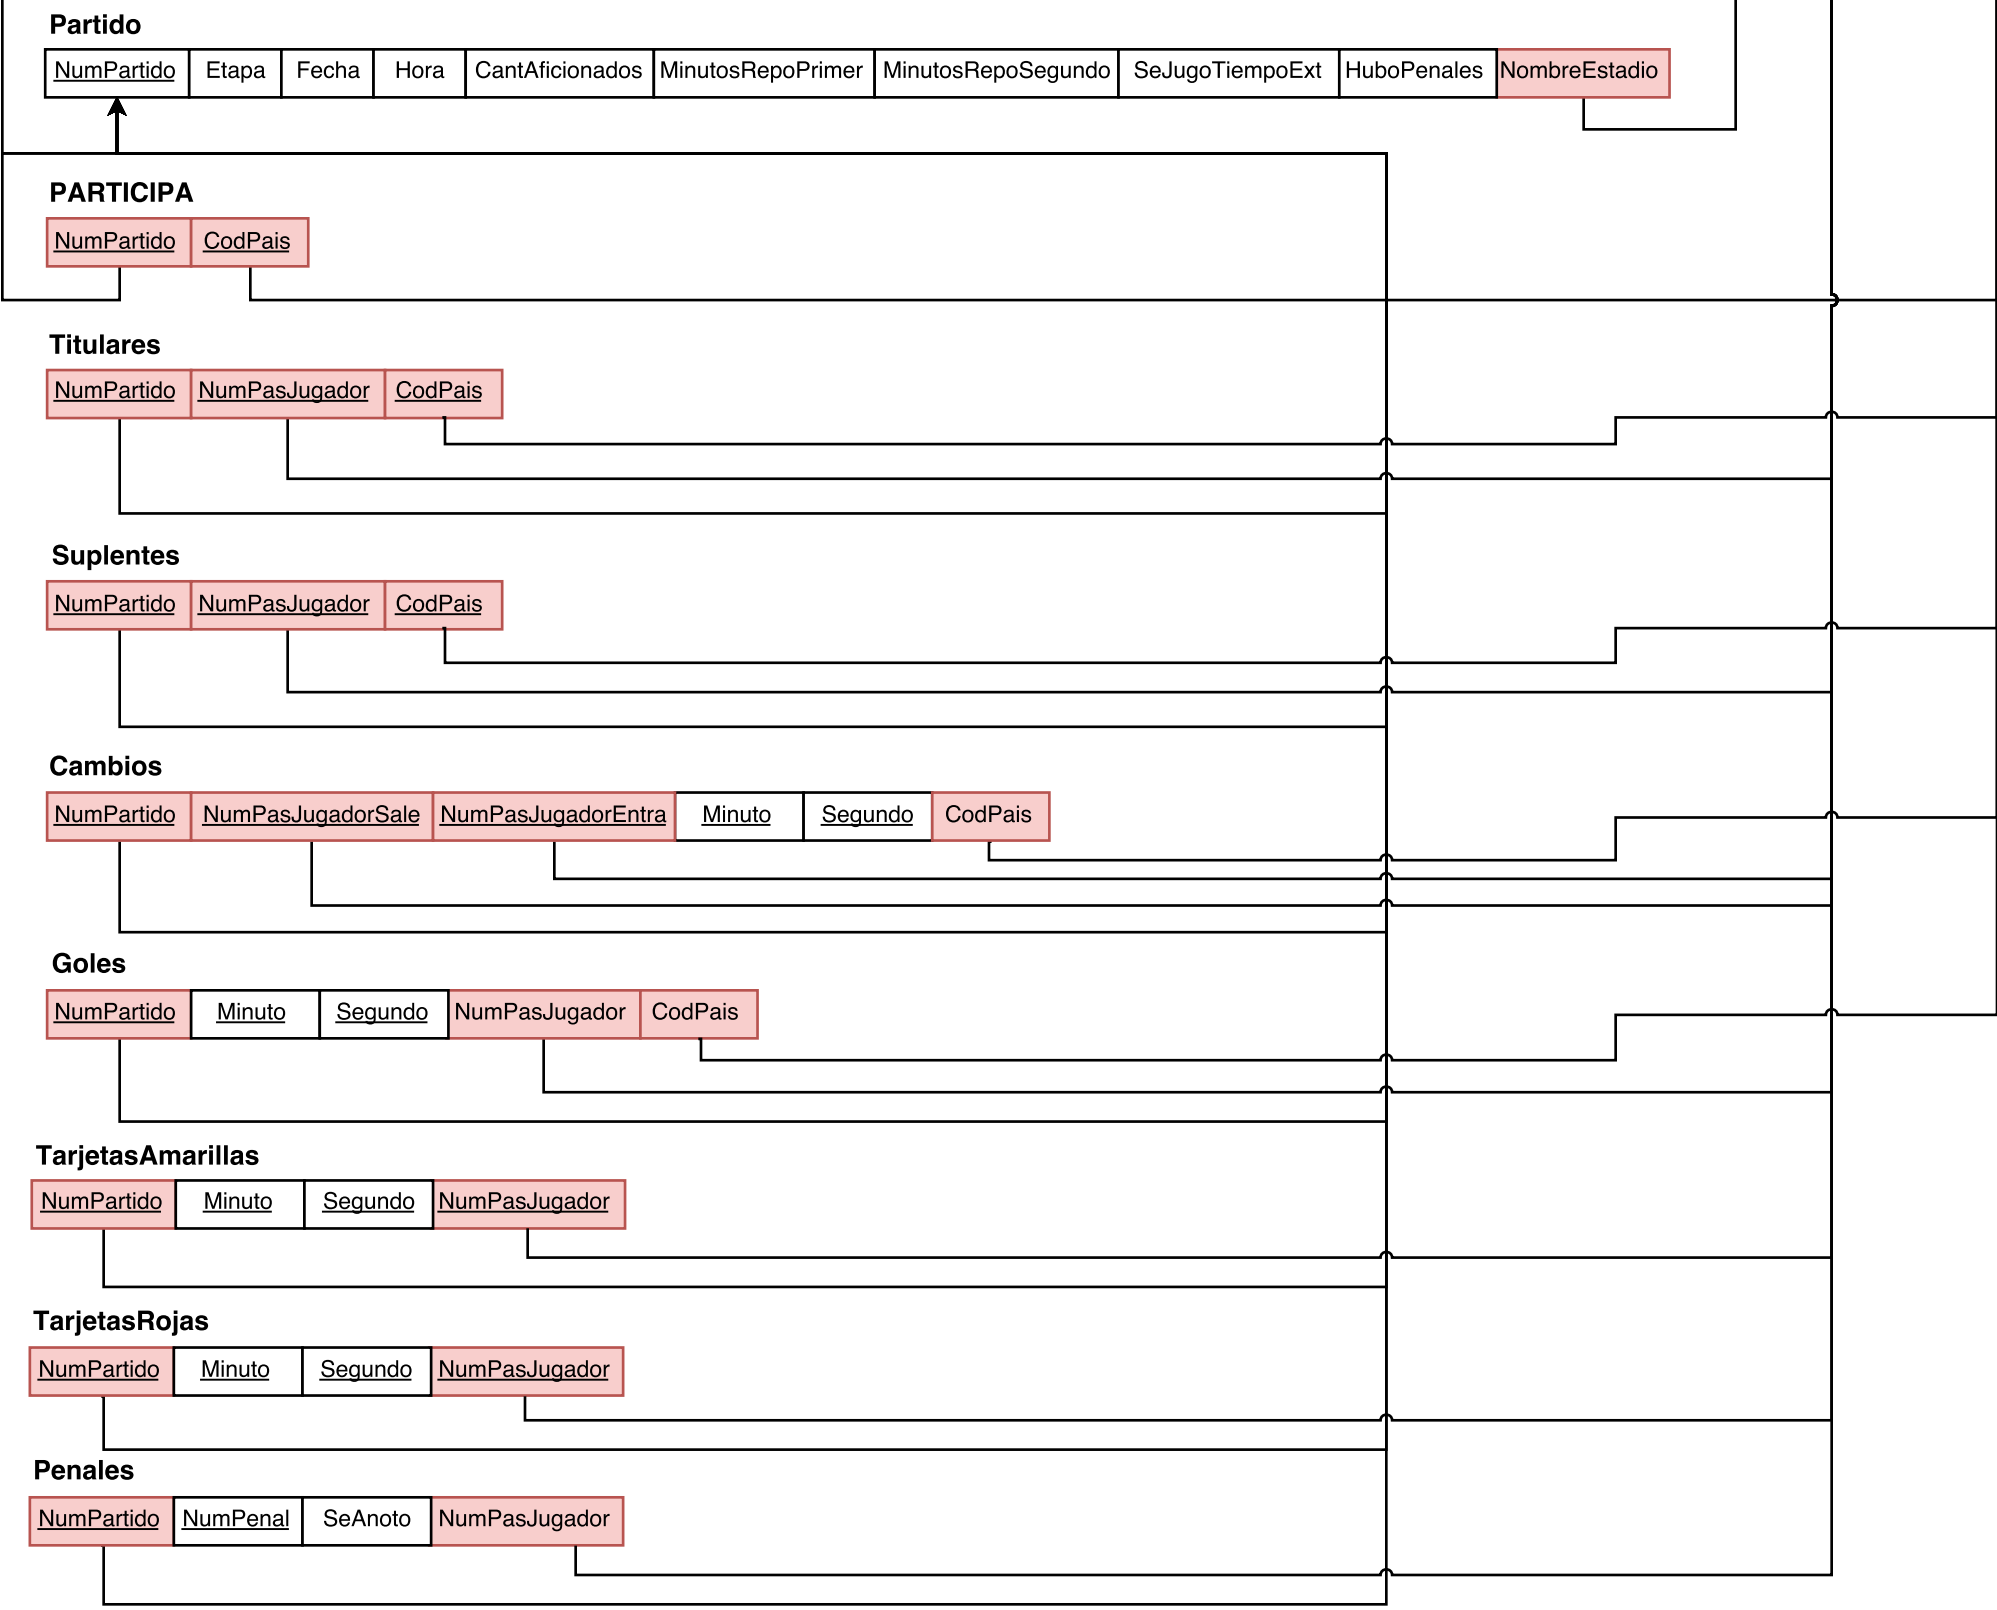 Partido
NumPartido Etapa Fecha Hora CantAficionados MinutosRepoPrimer MinutosRepoSegundo SeJugoTiempoExt HuboPenales NombreEstadio
PARTICIPA
NumPartido CodPais
Titulares
NumPartido NumPasJugador CodPais
Suplentes
NumPartido NumPasJugador CodPais
Cambios
NumPartido NumPasJugadorSale NumPasJugadorEntra Minuto Segundo CodPais
Goles
NumPartido Minuto Segundo NumPasJugador CodPais
TarjetasAmarillas
NumPartido Minuto Segundo NumPasJugador
TarjetasRojas
NumPartido Minuto Segundo NumPasJugador
Penales
NumPartido NumPenal SeAnoto NumPasJugador